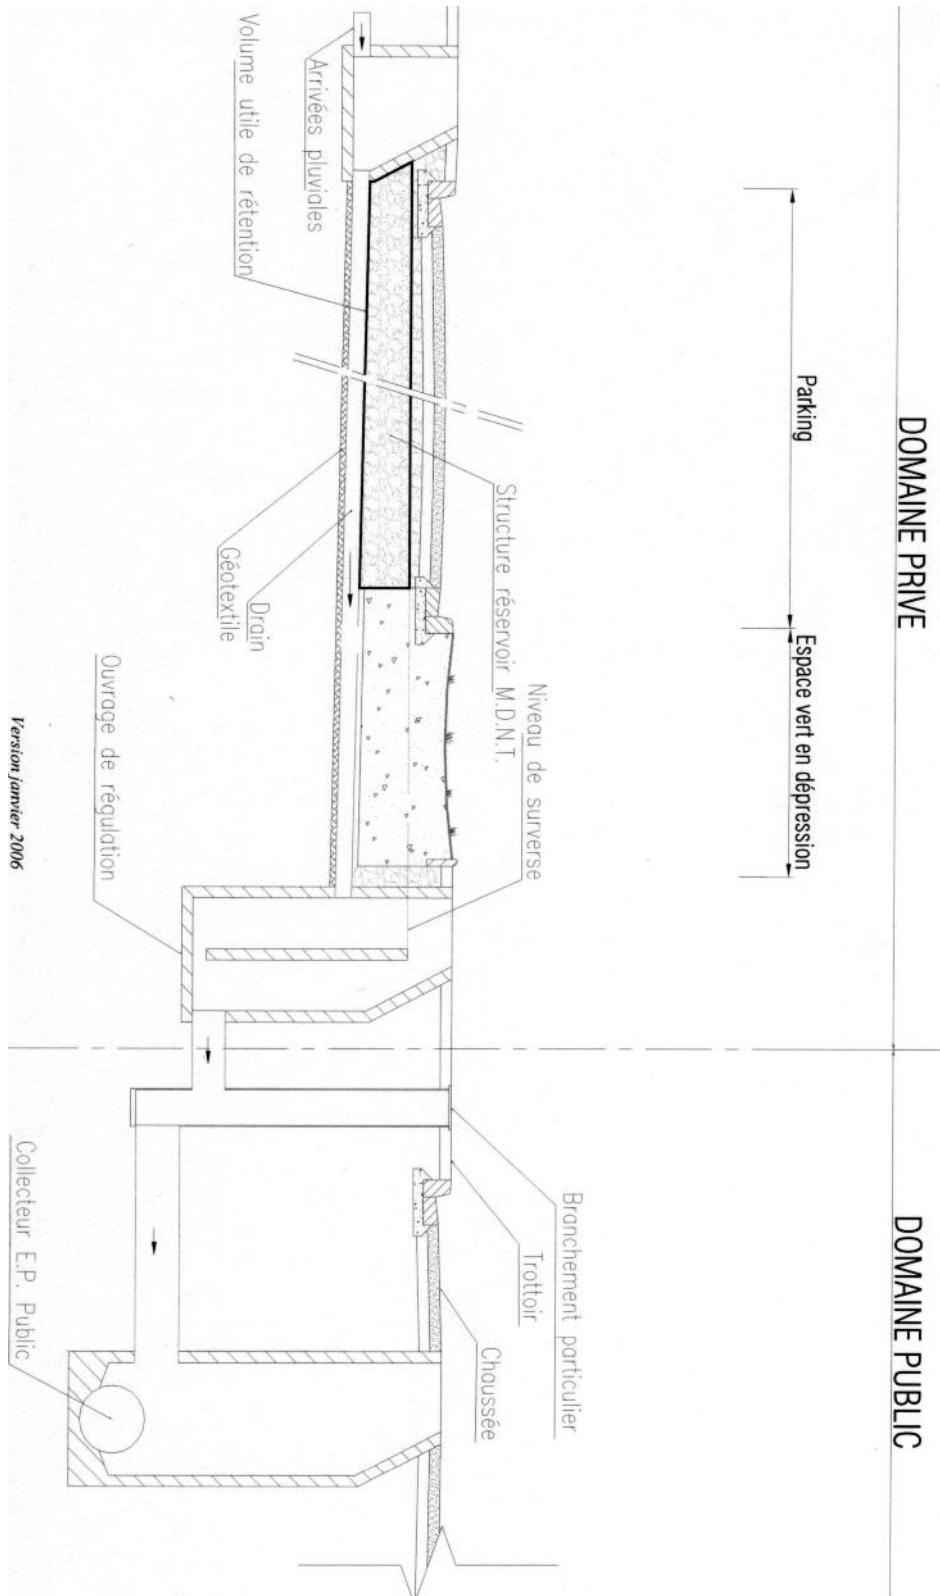 DOMAINE PRIVE
DOMAINE PUBLIC
Parking
Espace vert en dépression
Niveau de surverse
Structure réservoir M.D.N.T.
Branchement particulier
Trottoir
Chaussée
Arrivées pluviales
Volume utile de rétention
Drain
Géotextile
Ouvrage de régulation
Collecteur E.P. Public
Version janvier 2006